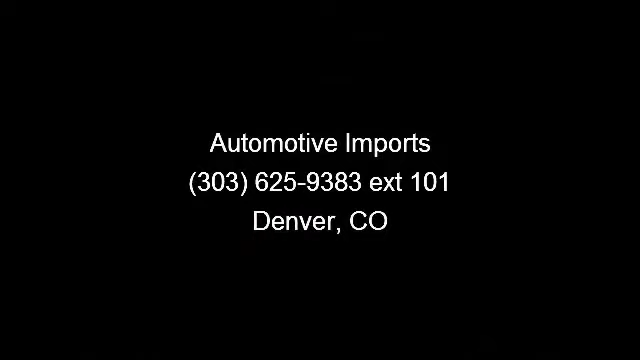 Automotive Imports
(303) 625-9383 ext 101
Denver, CO